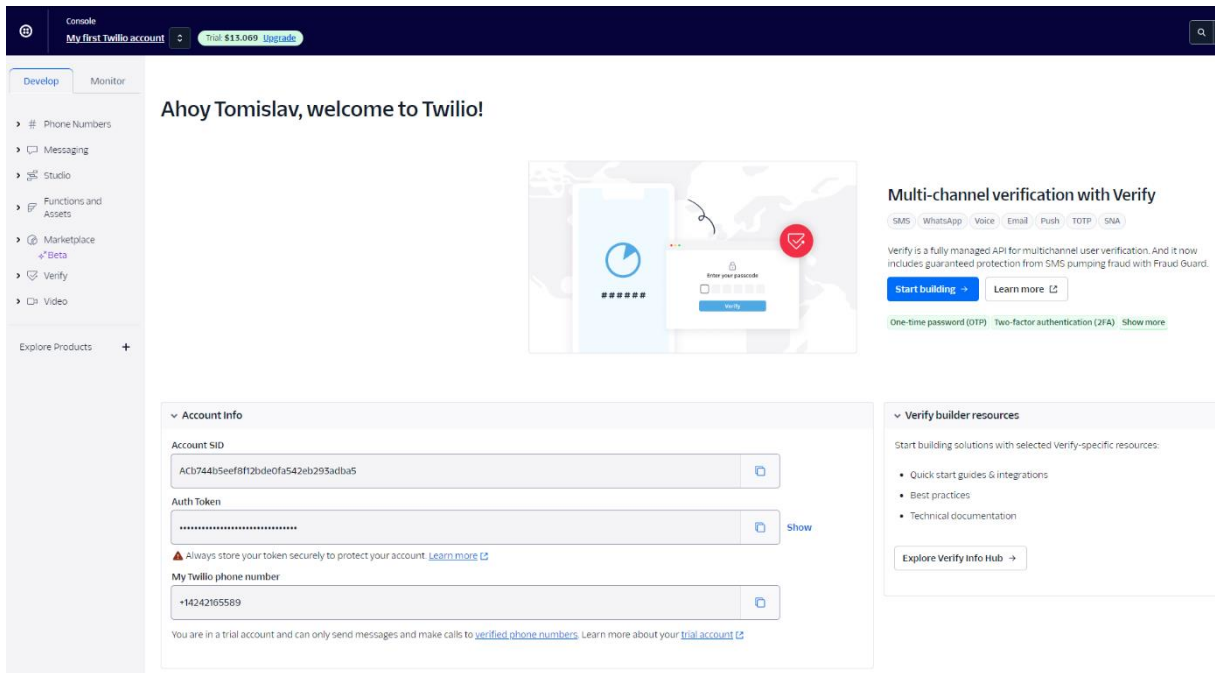 Console
My first Twilio account
Trial: $13.069 Upgrade
Develop Monitor
Phone Numbers
Messaging
Studio
Functions and
Assets
Marketplace
Beta
Verify
Video
Explore Products +
Ahoy Tomislav, welcome to Twilio!
######
Enter your passcode
Verify
Multi-channel verification with Verify
SMS WhatsApp Voice Email Push TOTP SNA
Verify is a fully managed API for multichannel user verification. And it now
includes guaranteed protection from SMS pumping fraud with Fraud Guard.
Start building → Learn more
One-time password (OTP) Two-factor authentication (2FA) Show more
Account Info
Account SID
ACb744b5eef8f12bde0fa542eb293adba5
Auth Token
••••••••••••••••••••••••••••••••
Show
Always store your token securely to protect your account. Learn more
My Twilio phone number
+14242165589
You are in a trial account and can only send messages and make calls to verified phone numbers. Learn more about your trial account
Verify builder resources
Start building solutions with selected Verify-specific resources:
• Quick start guides & integrations
• Best practices
• Technical documentation
Explore Verify Info Hub →